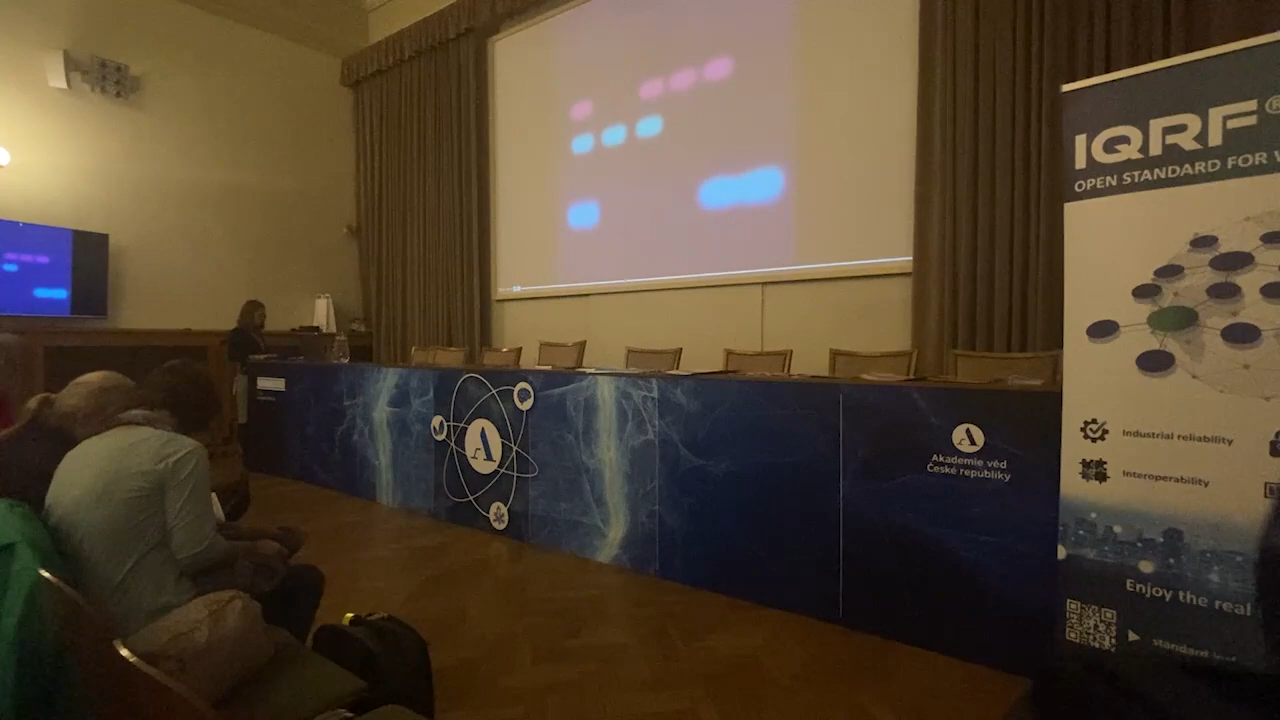 IQRF®
OPEN STANDARD FOR
Industrial reliability
Interoperability
Enjoy the real
Akademie věd
České republiky